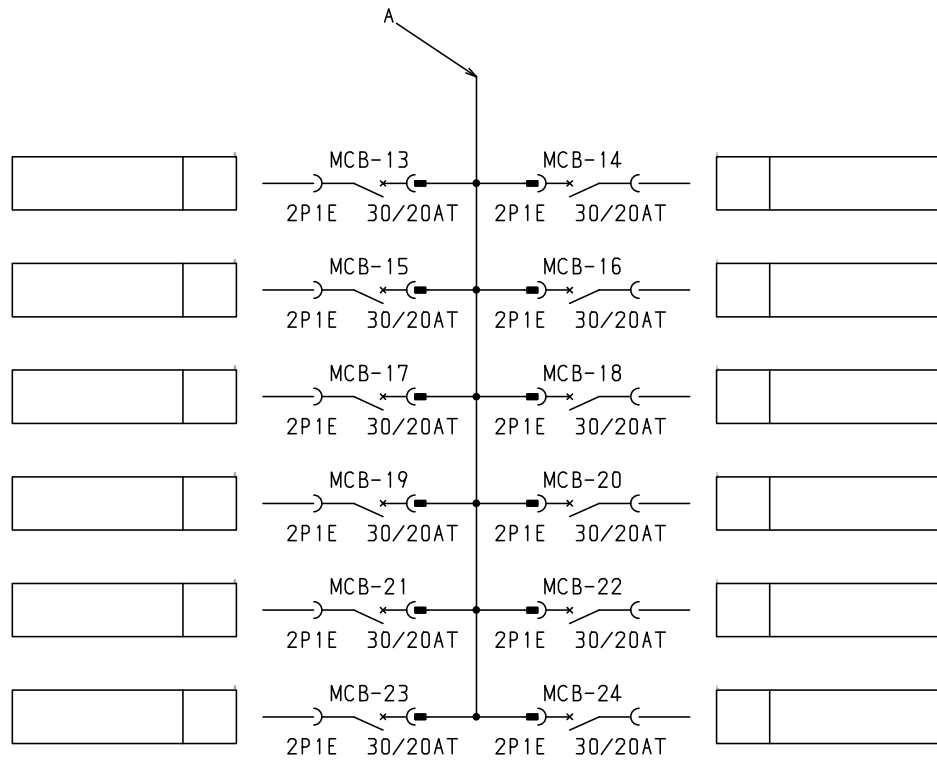 A
MCB-13 MCB-14
2P1E 30/20AT 2P1E 30/20AT
MCB-15 MCB-16
2P1E 30/20AT 2P1E 30/20AT
MCB-17 MCB-18
2P1E 30/20AT 2P1E 30/20AT
MCB-19 MCB-20
2P1E 30/20AT 2P1E 30/20AT
MCB-21 MCB-22
2P1E 30/20AT 2P1E 30/20AT
MCB-23 MCB-24
2P1E 30/20AT 2P1E 30/20AT